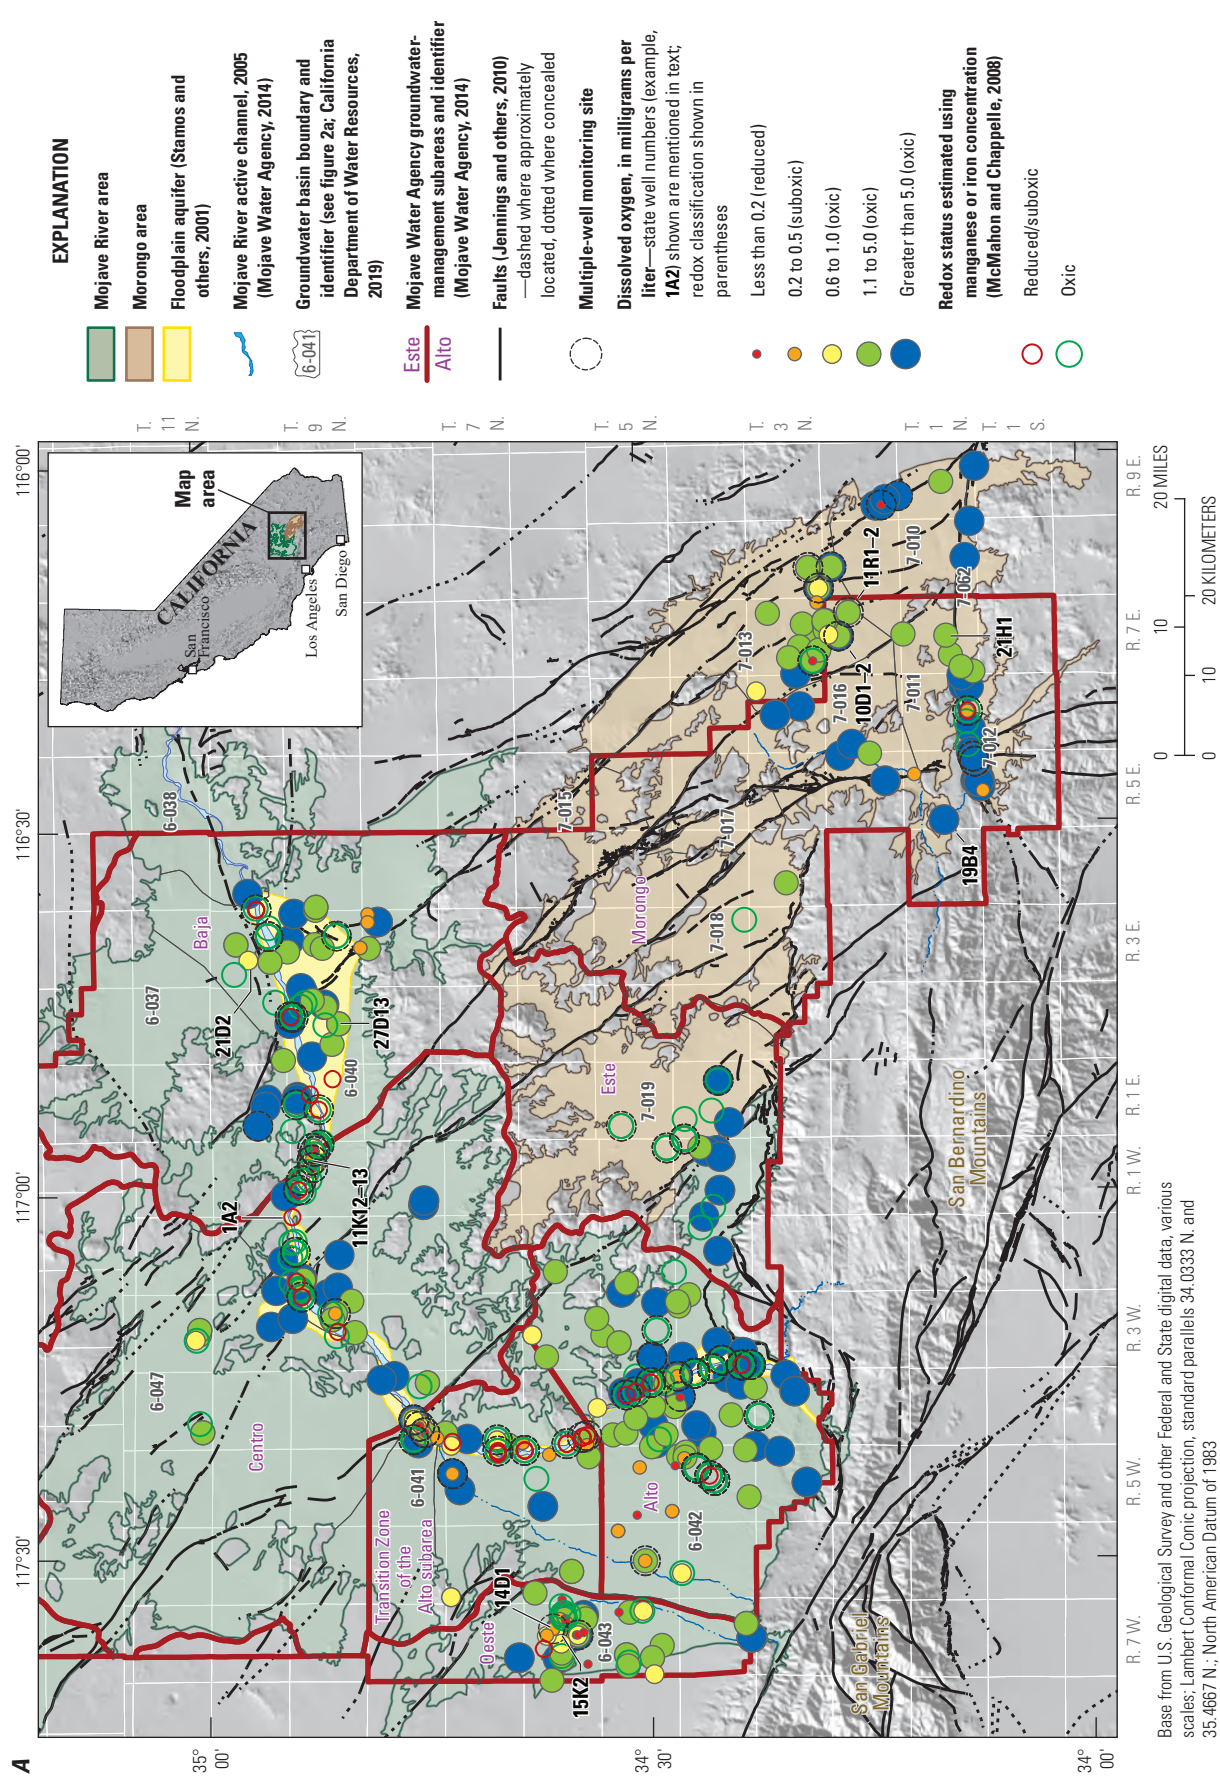 A
EXPLANATION
Mojave River area
Morongo area
Floodplain aquifer (Stamos and
others, 2001)
Mojave River active channel, 2005
(Mojave Water Agency, 2014)
6-041
Groundwater basin boundary and
identifier (see figure 2a; California
Department of Water Resources,
2019)
Este
Alto
Mojave Water Agency groundwater-
management subareas and identifier
(Mojave Water Agency, 2014)
Faults (Jennings and others, 2010)
—dashed where approximately
located, dotted where concealed
Multiple-well monitoring site
Dissolved oxygen, in milligrams per
liter—state well numbers (example,
1A2) shown are mentioned in text;
redox classification shown in
parentheses
Less than 0.2 (reduced)
0.2 to 0.5 (suboxic)
0.6 to 1.0 (oxic)
1.1 to 5.0 (oxic)
Greater than 5.0 (oxic)
Redox status estimated using
manganese or iron concentration
(McMahon and Chappelle, 2008)
Reduced/suboxic
Oxic
117°30'
117°00'
116°30'
116°00'
35°
00'
34°
30'
34°
00'
T.
11
N.
T.
9
N.
T.
7
N.
T.
5
N.
T.
3
N.
T.
1
N.
T.
1
S.
R. 7 W.
R. 5 W.
R. 3 W.
R. 1 W.
R. 1 E.
R. 3 E.
R. 5 E.
R. 7 E.
R. 9 E.
CALIFORNIA
San
Francisco
Los Angeles
San Diego
Map
area
6-047
Centro
6-037
Baja
6-038
21D2
27D13
6-040
1A2
11K12–13
Transition Zone
of the
Alto subarea
6-041
Oeste
14D1
15K2
6-043
Alto
6-042
Este
7-019
Morongo
7-018
7-017
7-015
7-013
7-016
10D1–2
11R1–2
7-010
7-011
7-062
7-012
21H1
19B4
San Gabriel
Mountains
San Bernardino
Mountains
0
10
20 MILES
0
10
20 KILOMETERS
Base from U.S. Geological Survey and other Federal and State digital data, various
scales; Lambert Conformal Conic projection, standard parallels 34.0333 N. and
35.4667 N.; North American Datum of 1983